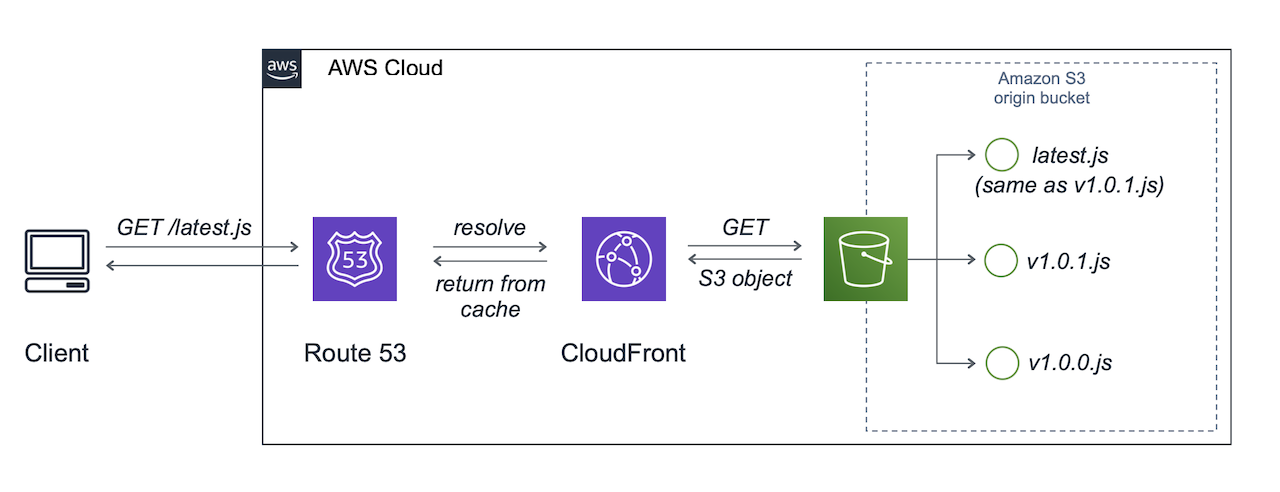 aws
AWS Cloud
Amazon S3
origin bucket
latest.js
(same as v1.0.1.js)
GET /latest.js
53
resolve
return from
cache
GET
S3 object
v1.0.1.js
v1.0.0.js
Client
Route 53
CloudFront